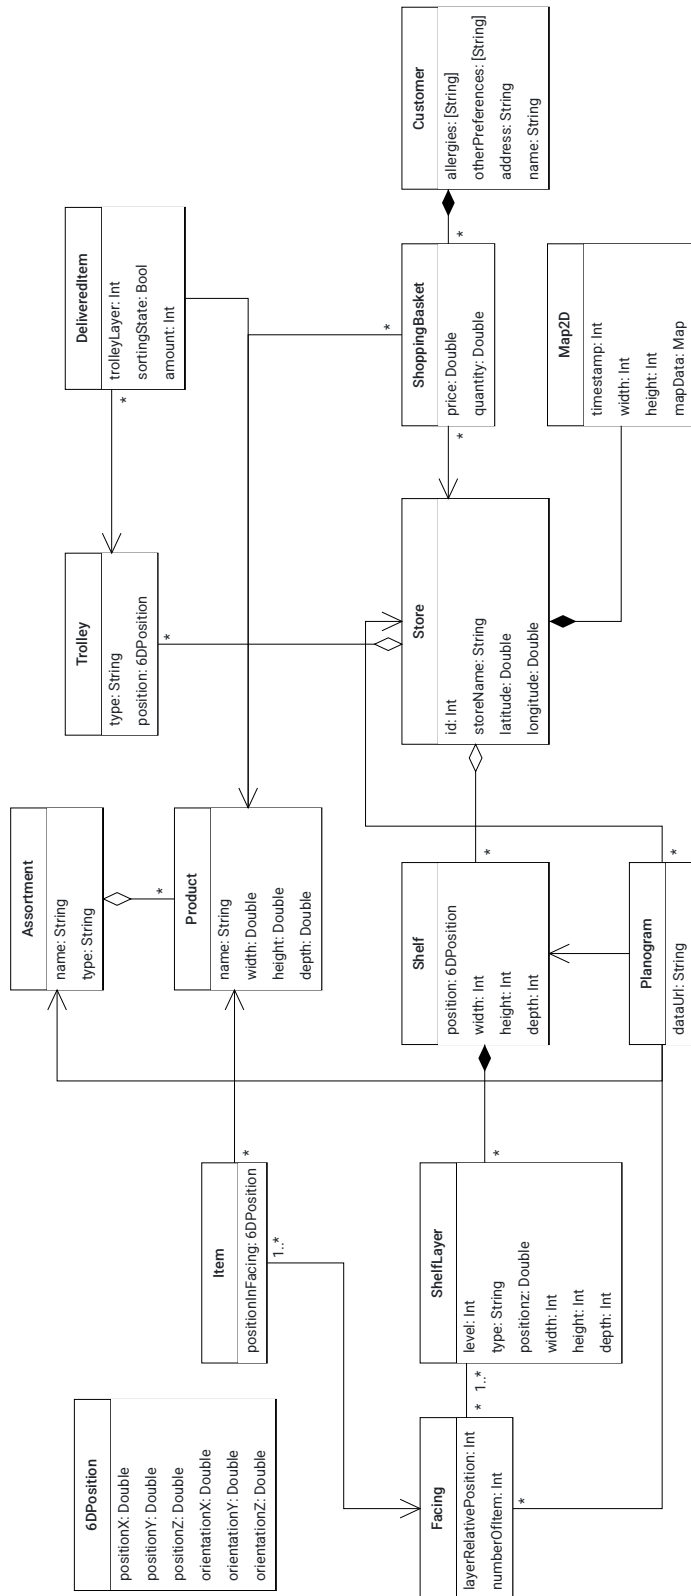 6DPosition
positionX: Double
positionY: Double
positionZ: Double
orientationX: Double
orientationY: Double
orientationZ: Double
Item
positionInFacing: 6DPosition
*
1..*
Assortment
name: String
type: String
*
Product
name: String
width: Double
height: Double
depth: Double
Trolley
type: String
position: 6DPosition
*
DeliveredItem
trolleyLayer: Int
sortingState: Bool
amount: Int
*
Facing
layerRelativePosition: Int
numberOfItem: Int
*
*
1..*
ShelfLayer
level: Int
type: String
positionz: Double
width: Int
height: Int
depth: Int
*
Shelf
position: 6DPosition
width: Int
height: Int
depth: Int
*
Planogram
dataUrl: String
*
Store
id: Int
storeName: String
latitude: Double
longitude: Double
*
ShoppingBasket
price: Double
quantity: Double
*
*
Customer
allergies: [String]
otherPreferences: [String]
address: String
name: String
Map2D
timestamp: Int
width: Int
height: Int
mapData: Map